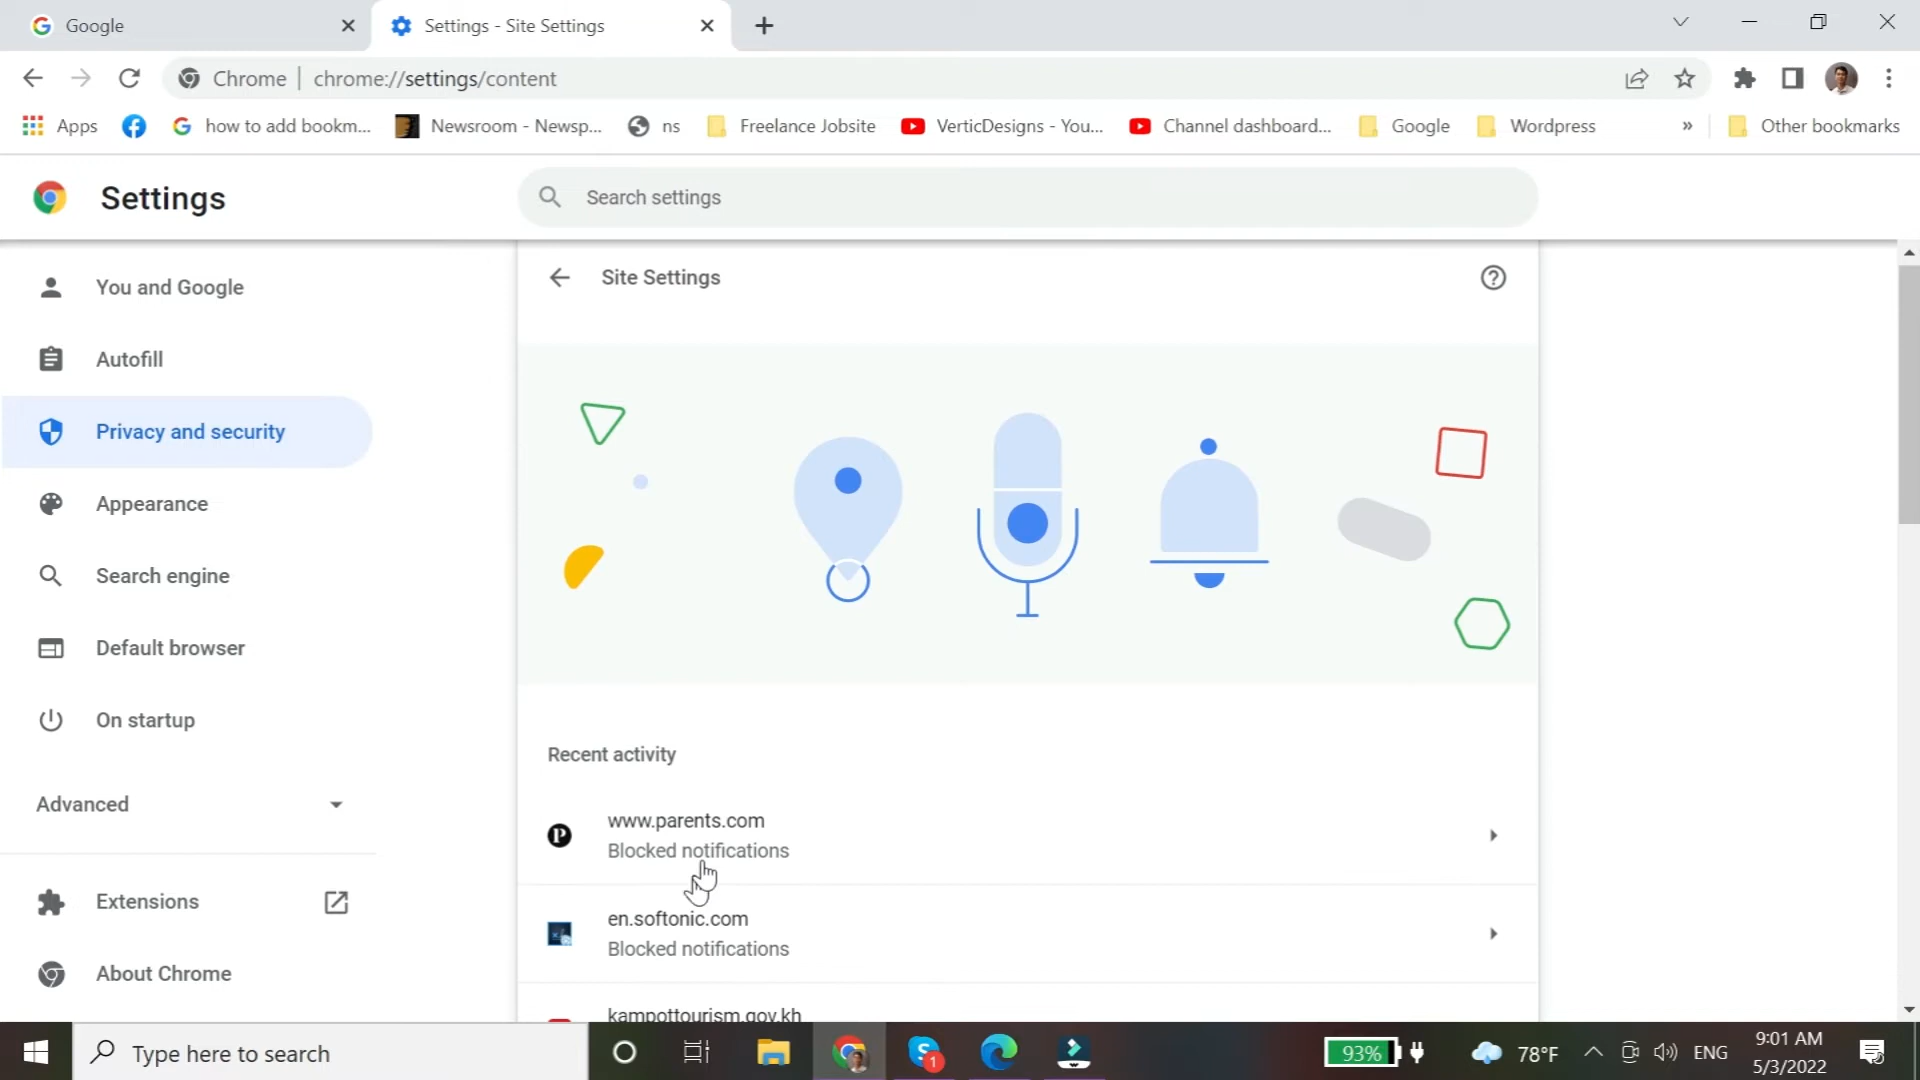 Google
Settings - Site Settings
Chrome
chrome://settings/content
Apps
how to add bookm...
Newsroom - Newsp...
ns
Freelance Jobsite
VerticDesigns - You...
Channel dashboard...
Google
Wordpress
»
Other bookmarks
Settings
Search settings
You and Google
Autofill
Privacy and security
Appearance
Search engine
Default browser
On startup
Advanced
Extensions
About Chrome
Site Settings
Recent activity
P
www.parents.com
Blocked notifications
en.softonic.com
Blocked notifications
kampottourism.gov.kh
Type here to search
S
1
93%
78°F
ENG
9:01 AM
5/3/2022